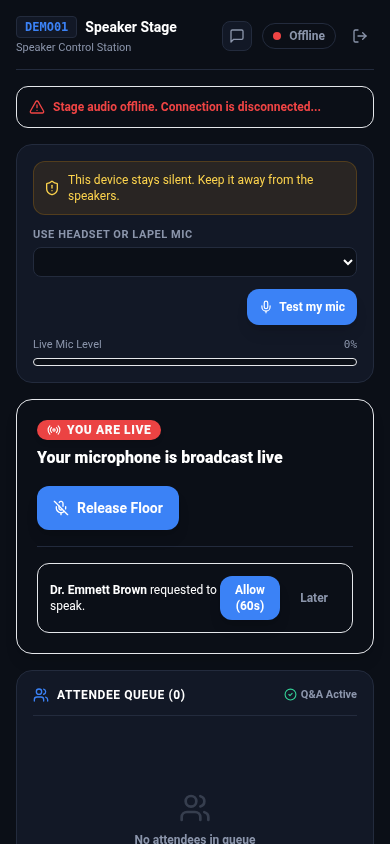 DEMO01 Speaker Stage
Speaker Control Station
Offline
Stage audio offline. Connection is disconnected...
This device stays silent. Keep it away from the
speakers.
USE HEADSET OR LAPEL MIC
Test my mic
Live Mic Level 0%
YOU ARE LIVE
Your microphone is broadcast live
Release Floor
Dr. Emmett Brown requested to
speak.
Allow
(60s)
Later
ATTENDEE QUEUE (0)
Q&A Active
No attendees in queue